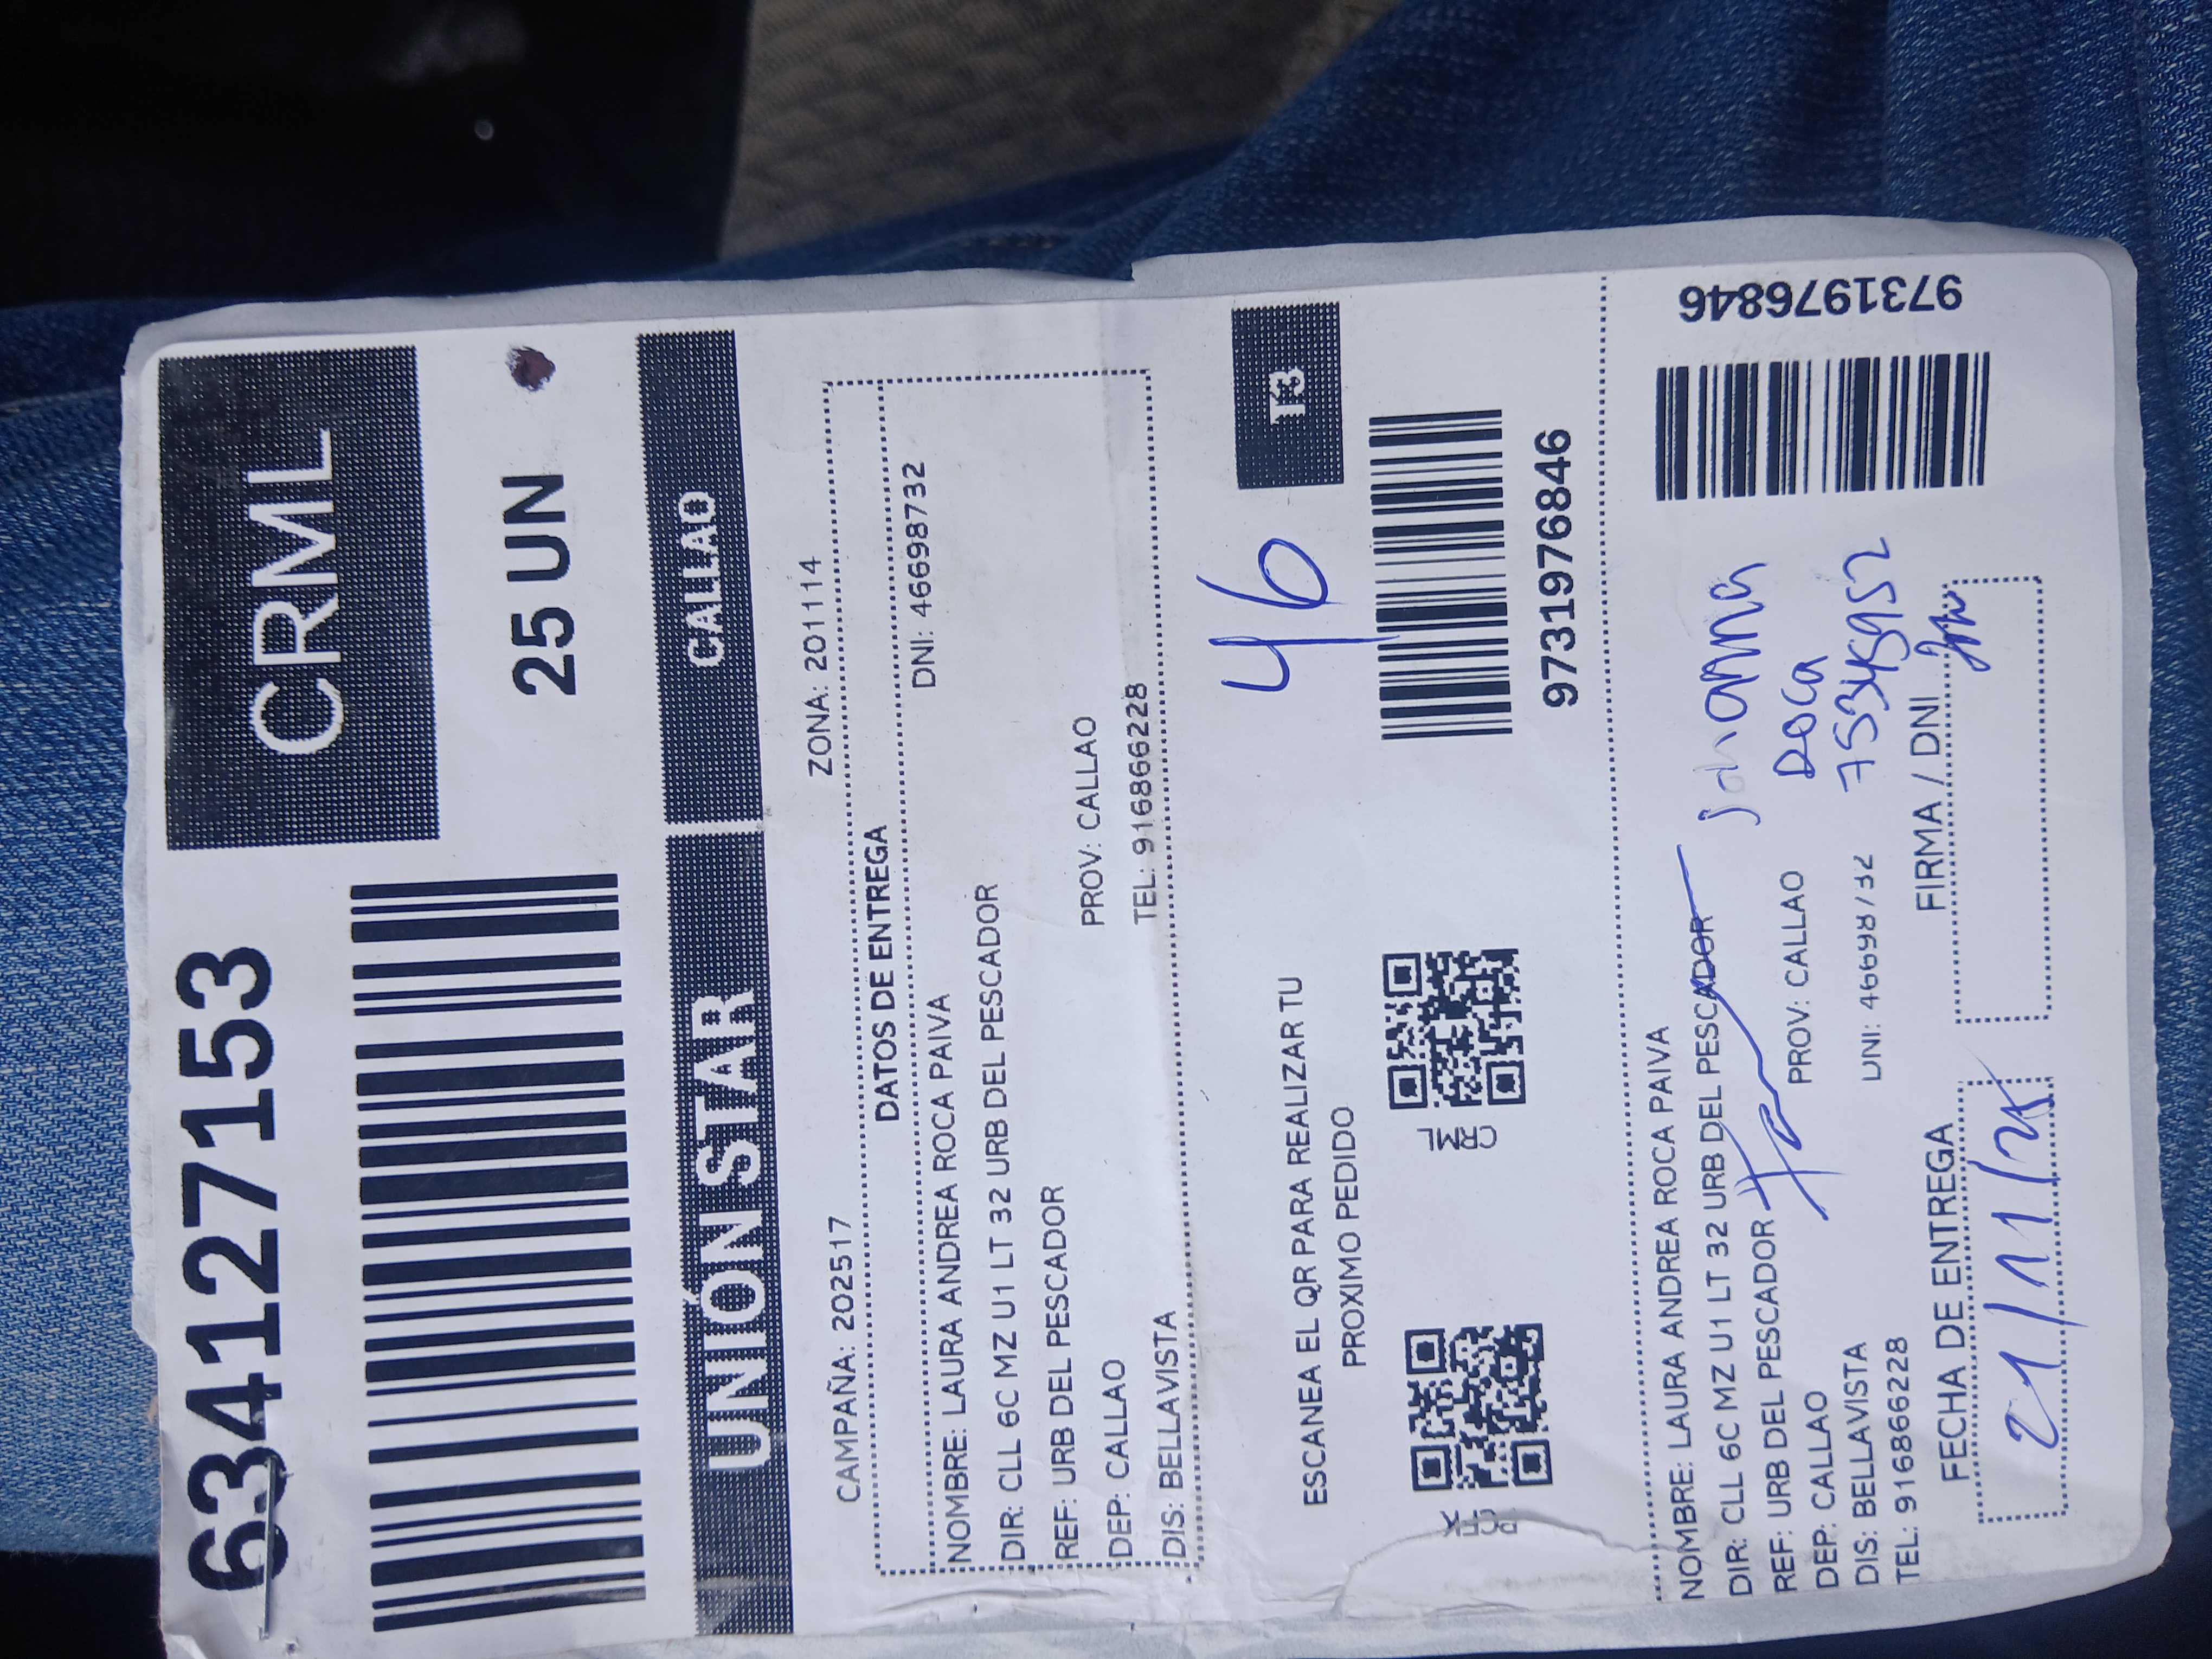 634127153
CRML
25 UN
UNIÓN STAR
CALLAO
CAMPAÑA: 202517 ZONA: 201114
DATOS DE ENTREGA
NOMBRE: LAURA ANDREA ROCA PAIVA DNI: 46698732
DIR: CLL 6C MZ U1 LT 32 URB DEL PESCADOR
REF: URB DEL PESCADOR
DEP: CALLAO PROV: CALLAO
DIS: BELLAVISTA TEL: 916866228
46
ESCANEA EL QR PARA REALIZAR TU
PROXIMO PEDIDO
F3
9731976846
NOMBRE: LAURA ANDREA ROCA PAIVA
DIR: CLL 6C MZ U1 LT 32 URB DEL PESCADOR
REF: URB DEL PESCADOR
DEP: CALLAO PROV: CALLAO
DIS: BELLAVISTA
TEL: 916866228
Johanna
Roca
FECHA DE ENTREGA FIRMA / DNI
21/11/25
9731976846